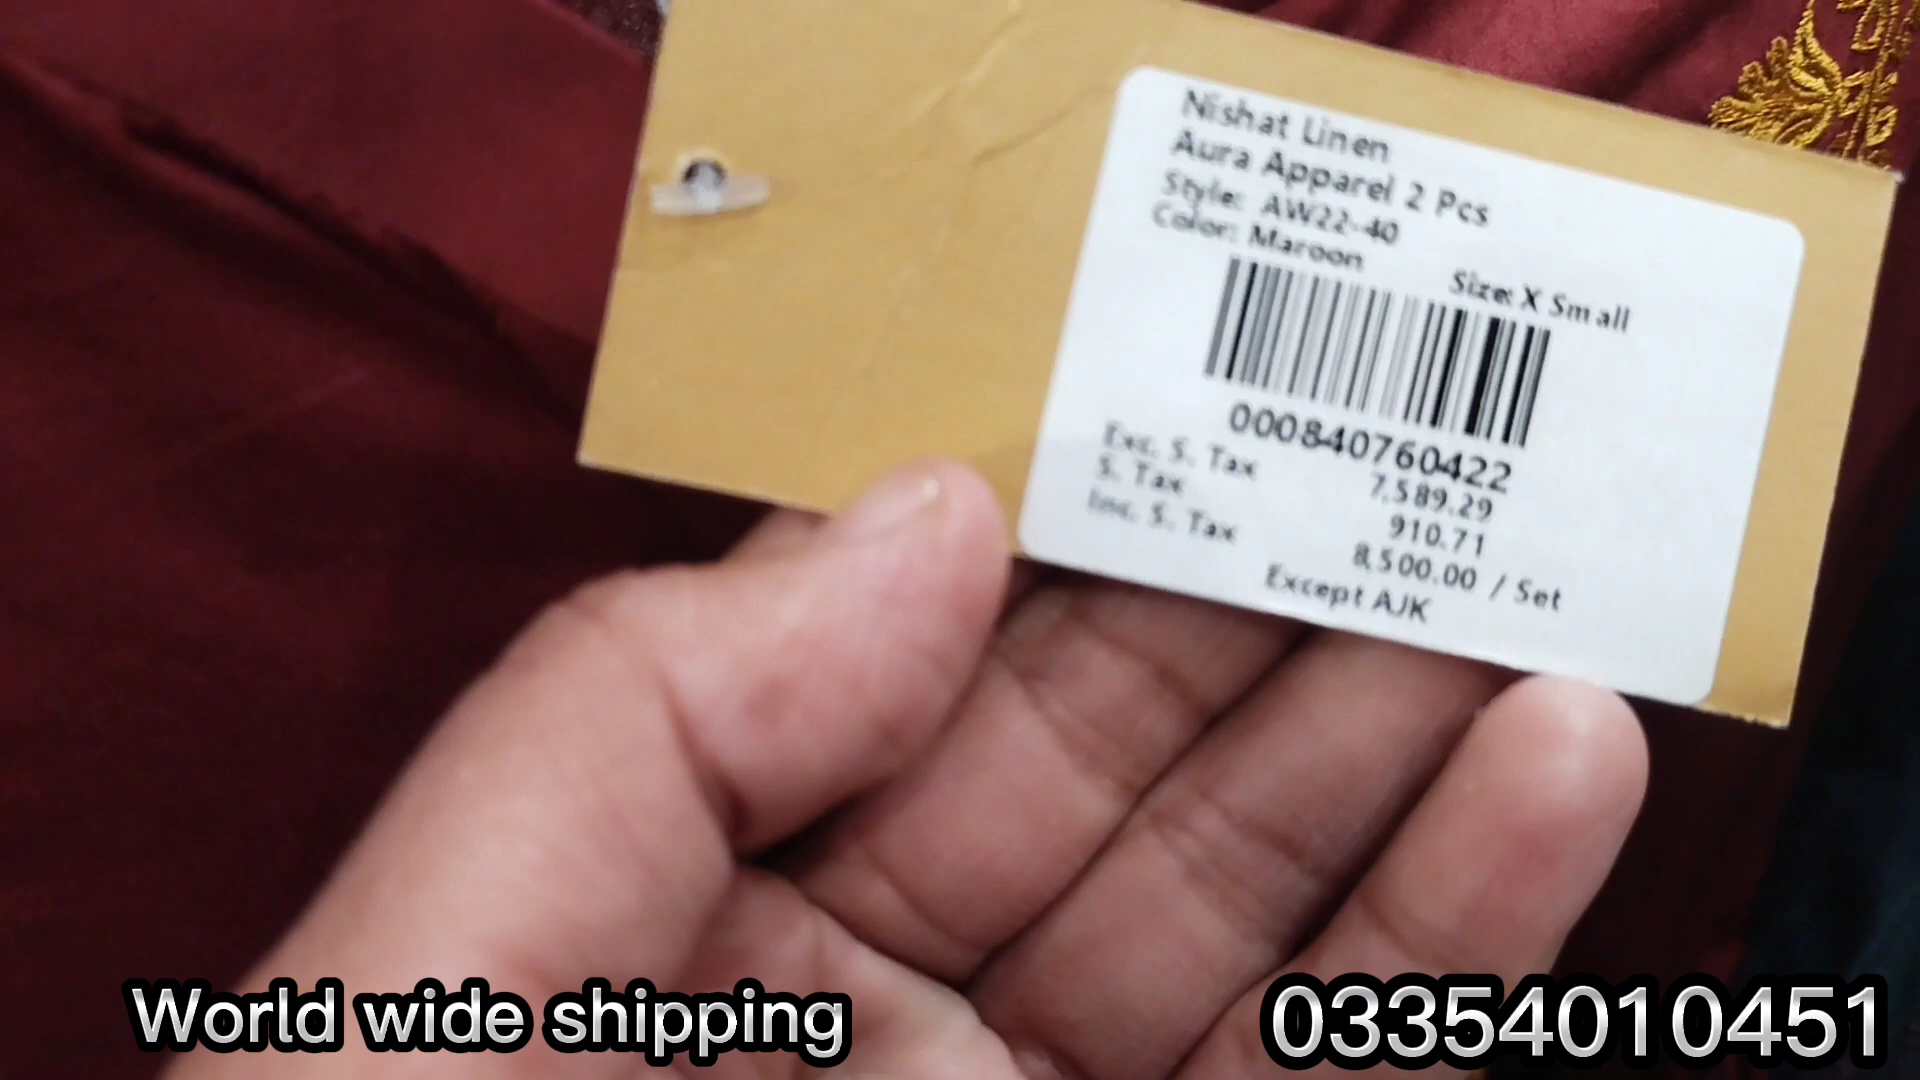 Nishat Linen
Aura Apparel 2 Pcs
Style: AW22-40
Color: Maroon
Size: X Small
000840760422
Exc. S. Tax 7,589.29
S. Tax 910.71
Inc. S. Tax 8,500.00 / Set
Except AJK
World wide shipping
03354010451